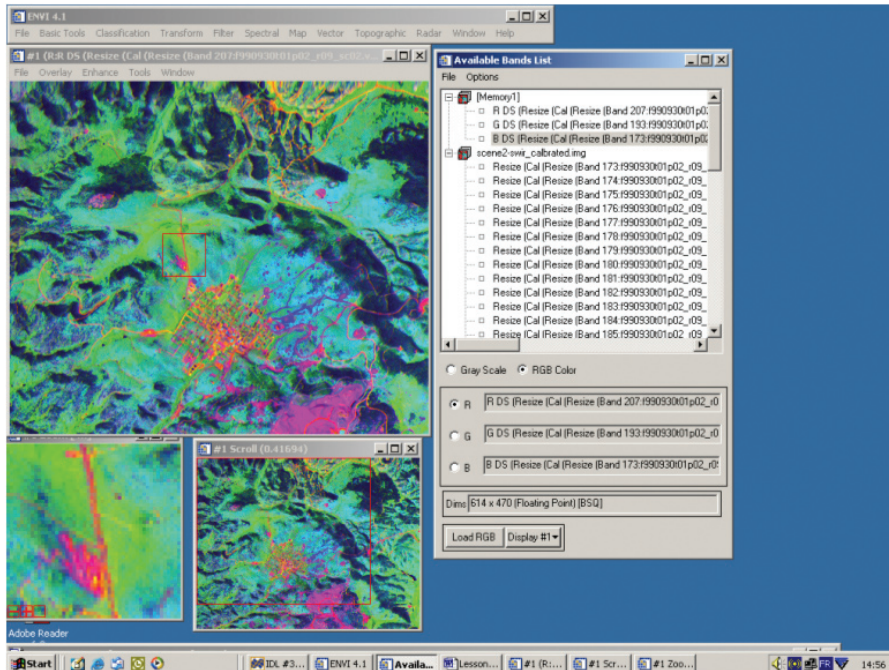 ENVI 4.1
File Basic Tools Classification Transform Filter Spectral Map Vector Topographic Radar Window Help
#1 (R:R DS (Resize (Cal (Resize (Band 207:f990930t01p02_r09_sc02.
File Overlay Enhance Tools Window
Available Bands List
File Options
[Memory1]
R DS (Resize (Cal (Resize (Band 207:f990930t01p02
G DS (Resize (Cal (Resize (Band 193:f990930t01p02
B DS (Resize (Cal (Resize (Band 173:f990930t01p02
scene2-swir_calbrated.img
Resize (Cal (Resize (Band 173:f990930t01p02_r09_
Resize (Cal (Resize (Band 174:f990930t01p02_r09_
Resize (Cal (Resize (Band 175:f990930t01p02_r09_
Resize (Cal (Resize (Band 176:f990930t01p02_r09_
Resize (Cal (Resize (Band 177:f990930t01p02_r09_
Resize (Cal (Resize (Band 178:f990930t01p02_r09_
Resize (Cal (Resize (Band 179:f990930t01p02_r09_
Resize (Cal (Resize (Band 180:f990930t01p02_r09_
Resize (Cal (Resize (Band 181:f990930t01p02_r09_
Resize (Cal (Resize (Band 182:f990930t01p02_r09_
Resize (Cal (Resize (Band 183:f990930t01p02_r09_
Resize (Cal (Resize (Band 184:f990930t01p02_r09_
Resize (Cal (Resize (Band 185:f990930t01p02_r09_
Gray Scale RGB Color
R R DS (Resize (Cal (Resize (Band 207:f990930t01p02_r0
G G DS (Resize (Cal (Resize (Band 193:f990930t01p02_r0
B B DS (Resize (Cal (Resize (Band 173:f990930t01p02_r0
Dims 614 x 470 (Floating Point) [BSQ]
Load RGB Display #1
#1 Scroll (0.41694)
Adobe Reader
Start IDL #3... ENVI 4.1 Availa... Lesson... #1 (R:... #1 Scr... #1 Zoo... FR 14:56